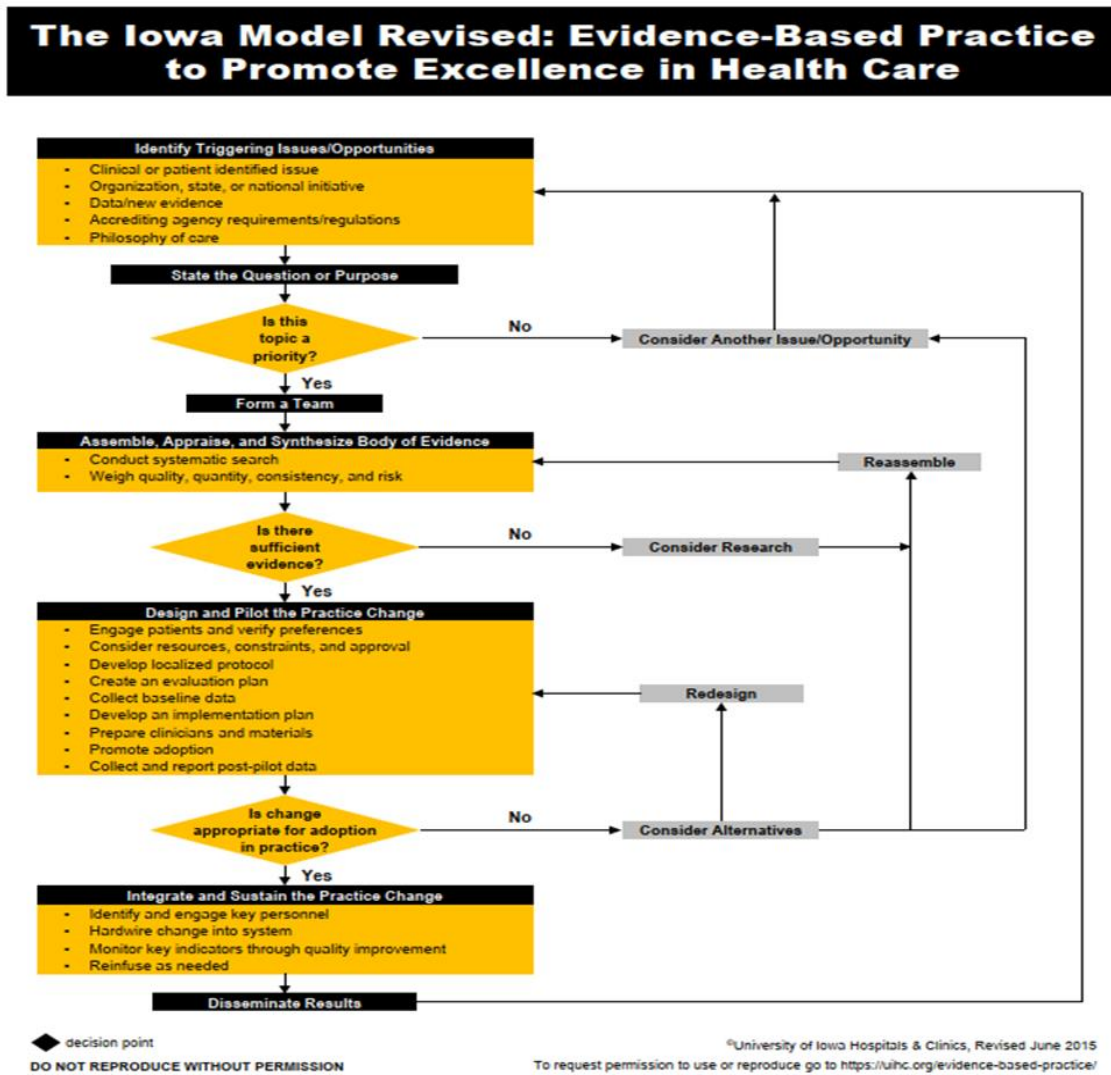 The Iowa Model Revised: Evidence-Based Practice
to Promote Excellence in Health Care
Identify Triggering Issues/Opportunities
- Clinical or patient identified issue
- Organization, state, or national initiative
- Data/new evidence
- Accrediting agency requirements/regulations
- Philosophy of care
State the Question or Purpose
Is this
topic a
priority?
No
Consider Another Issue/Opportunity
Yes
Form a Team
Assemble, Appraise, and Synthesize Body of Evidence
- Conduct systematic search
- Weigh quality, quantity, consistency, and risk
Reassemble
Is there
sufficient
evidence?
No
Consider Research
Yes
Design and Pilot the Practice Change
- Engage patients and verify preferences
- Consider resources, constraints, and approval
- Develop localized protocol
- Create an evaluation plan
- Collect baseline data
- Develop an implementation plan
- Prepare clinicians and materials
- Promote adoption
- Collect and report post-pilot data
Redesign
Is change
appropriate for adoption
in practice?
No
Consider Alternatives
Yes
Integrate and Sustain the Practice Change
- Identify and engage key personnel
- Hardwire change into system
- Monitor key indicators through quality improvement
- Reinfuse as needed
Disseminate Results
decision point
DO NOT REPRODUCE WITHOUT PERMISSION
©University of Iowa Hospitals & Clinics, Revised June 2015
To request permission to use or reproduce go to https://uihc.org/evidence-based-practice/